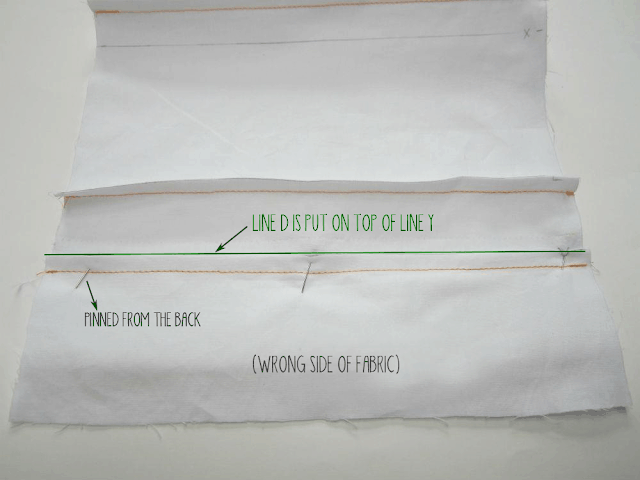 X -
LINE D IS PUT ON TOP OF LINE Y
Y
PINNED FROM THE BACK
(WRONG SIDE OF FABRIC)